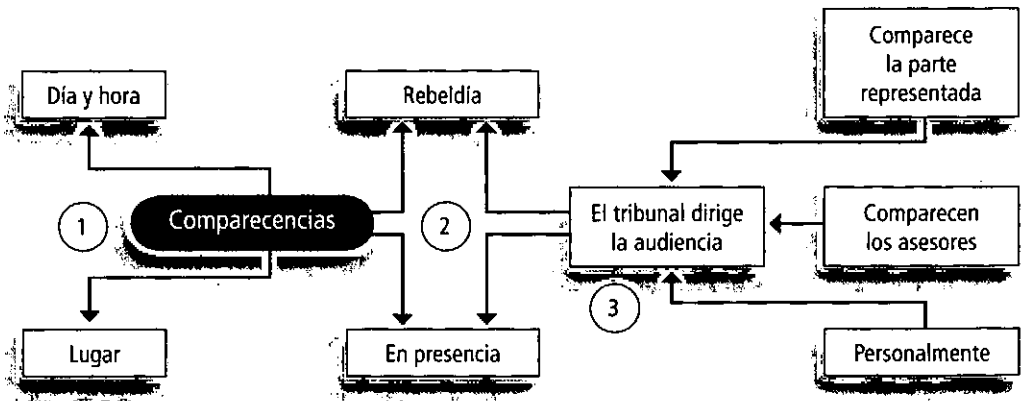 Día y hora
Rebeldía
Comparece
la parte
representada
1
Comparecencias
2
El tribunal dirige
la audiencia
Comparecen
los asesores
3
Lugar
En presencia
Personalmente